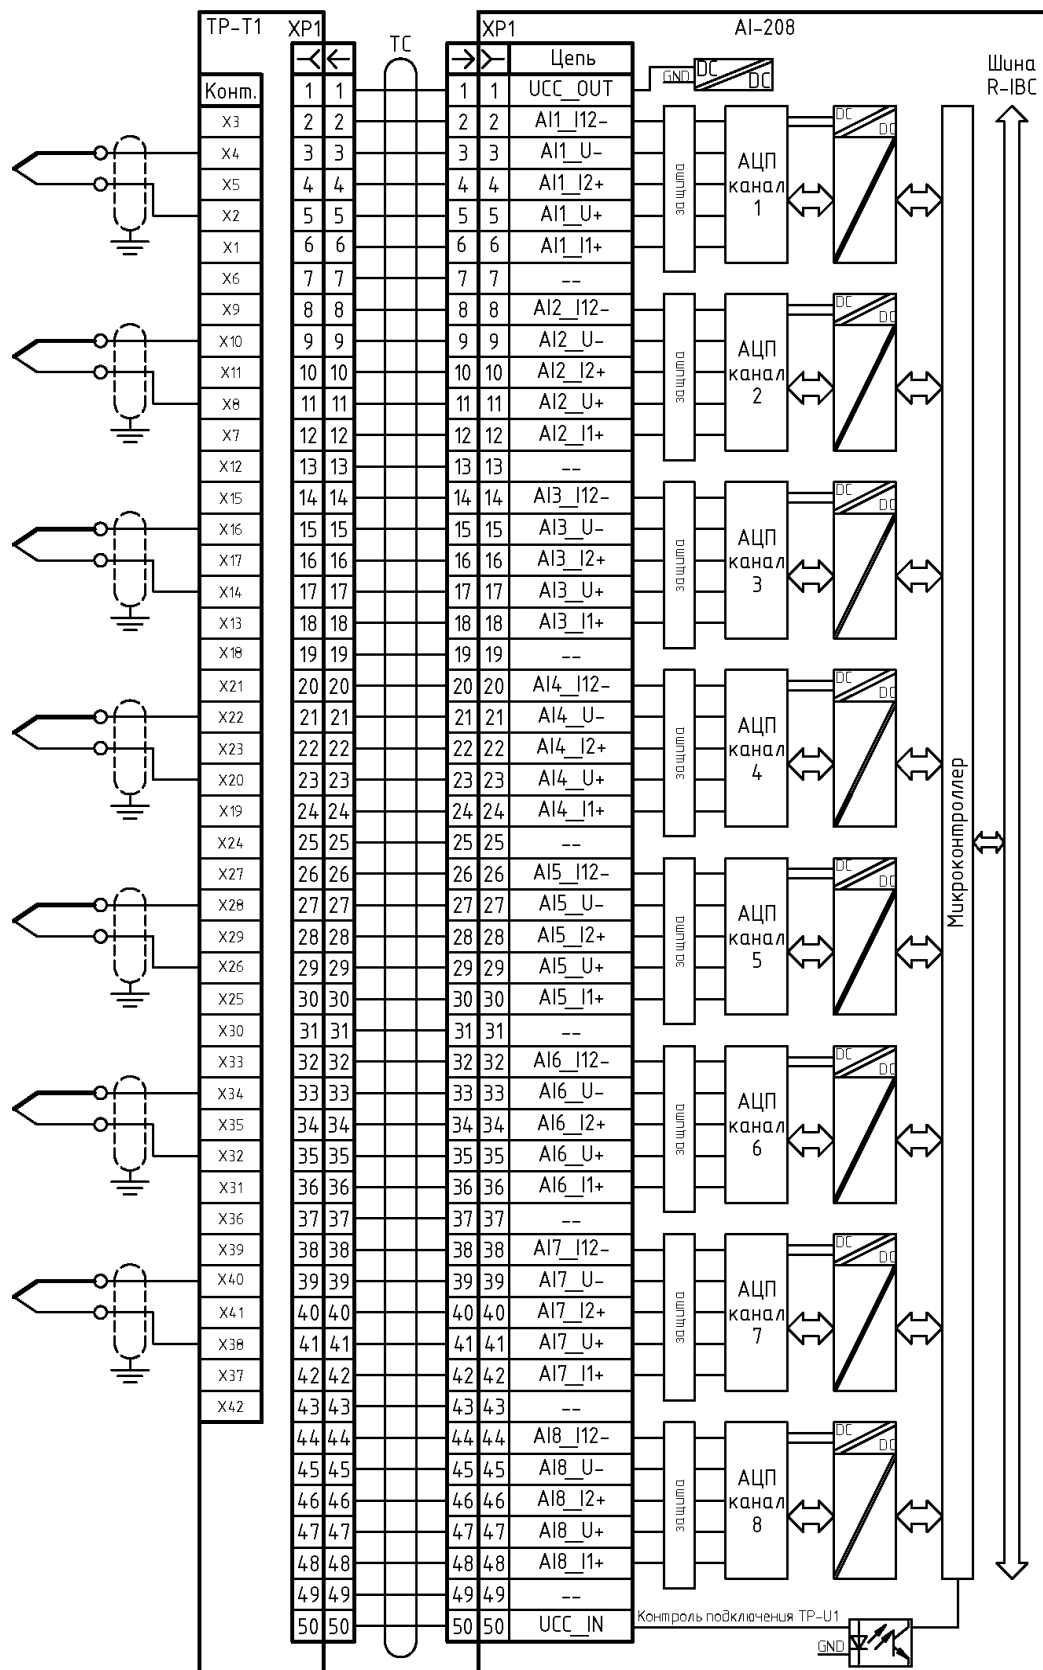 TP-T1 XP1 TC XP1 AI-208
Цепь
Шина
R-IBC
Конт. 1 1 1 1 UCC_OUT GND DC DC
X3 2 2 2 2 AI1_I12- DC DC
X4 3 3 3 3 AI1_U-
X5 4 4 4 4 AI1_I2+ защита АЦП канал 1
X2 5 5 5 5 AI1_U+
X1 6 6 6 6 AI1_I1+
X6 7 7 7 7 --
X9 8 8 8 8 AI2_I12- DC DC
X10 9 9 9 9 AI2_U-
X11 10 10 10 10 AI2_I2+ защита АЦП канал 2
X8 11 11 11 11 AI2_U+
X7 12 12 12 12 AI2_I1+
X12 13 13 13 13 --
X15 14 14 14 14 AI3_I12- DC DC
X16 15 15 15 15 AI3_U-
X17 16 16 16 16 AI3_I2+ защита АЦП канал 3
X14 17 17 17 17 AI3_U+
X13 18 18 18 18 AI3_I1+
X18 19 19 19 19 --
X21 20 20 20 20 AI4_I12- DC DC
X22 21 21 21 21 AI4_U-
X23 22 22 22 22 AI4_I2+ защита АЦП канал 4
X20 23 23 23 23 AI4_U+
X19 24 24 24 24 AI4_I1+
X24 25 25 25 25 --
Микроконтроллер
X27 26 26 26 26 AI5_I12- DC DC
X28 27 27 27 27 AI5_U-
X29 28 28 28 28 AI5_I2+ защита АЦП канал 5
X26 29 29 29 29 AI5_U+
X25 30 30 30 30 AI5_I1+
X30 31 31 31 31 --
X33 32 32 32 32 AI6_I12- DC DC
X34 33 33 33 33 AI6_U-
X35 34 34 34 34 AI6_I2+ защита АЦП канал 6
X32 35 35 35 35 AI6_U+
X31 36 36 36 36 AI6_I1+
X36 37 37 37 37 --
X39 38 38 38 38 AI7_I12- DC DC
X40 39 39 39 39 AI7_U-
X41 40 40 40 40 AI7_I2+ защита АЦП канал 7
X38 41 41 41 41 AI7_U+
X37 42 42 42 42 AI7_I1+
X42 43 43 43 43 --
44 44 44 44 AI8_I12- DC DC
45 45 45 45 AI8_U-
46 46 46 46 AI8_I2+ защита АЦП канал 8
47 47 47 47 AI8_U+
48 48 48 48 AI8_I1+
49 49 49 49 --
50 50 50 50 UCC_IN Контроль подключения TP-U1
GND